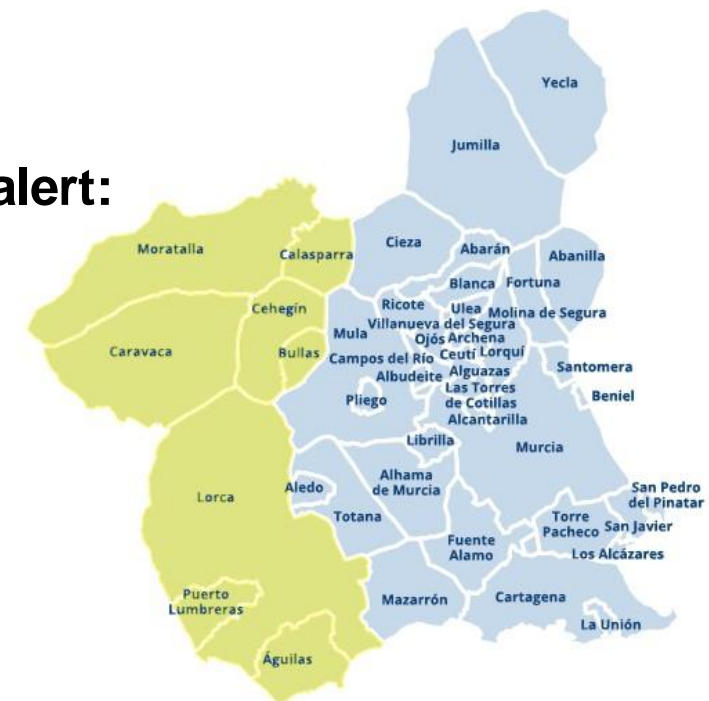 alert:
Yecla
Jumilla
Moratalla
Calasparra
Cieza
Abarán
Abanilla
Blanca
Fortuna
Cehegín
Ricote
Ulea
Molina de Segura
Villanueva del Segura
Mula
Ojós
Archena
Caravaca
Bullas
Campos del Río
Ceutí
Lorquí
Santomera
Albudeite
Alguazas
Pliego
Las Torres
de Cotillas
Beniel
Alcantarilla
Librilla
Murcia
Lorca
Aledo
Alhama
de Murcia
San Pedro
del Pinatar
Totana
Torre
Pacheco
San Javier
Fuente
Alamo
Los Alcázares
Puerto
Lumbreras
Mazarrón
Cartagena
La Unión
Águilas